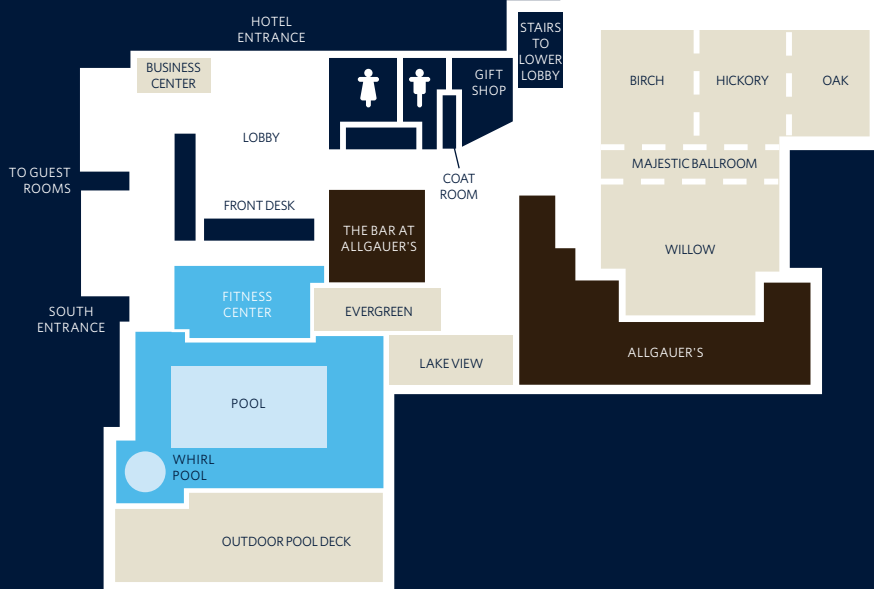 HOTEL
ENTRANCE
STAIRS
TO
LOWER
LOBBY
BUSINESS
CENTER
GIFT
SHOP
BIRCH
HICKORY
OAK
LOBBY
MAJESTIC BALLROOM
TO GUEST
ROOMS
COAT
ROOM
FRONT DESK
THE BAR AT
ALLGAUER'S
WILLOW
FITNESS
CENTER
EVERGREEN
SOUTH
ENTRANCE
ALLGAUER'S
LAKE VIEW
POOL
WHIRL
POOL
OUTDOOR POOL DECK